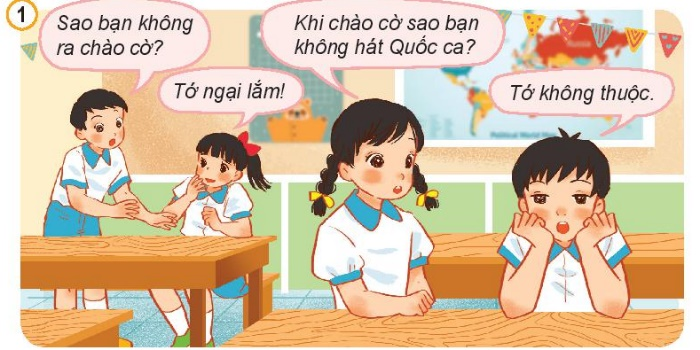 1
Sao bạn không
ra chào cờ?
Tớ ngại lắm!
Khi chào cờ sao bạn
không hát Quốc ca?
Tớ không thuộc.
Russia